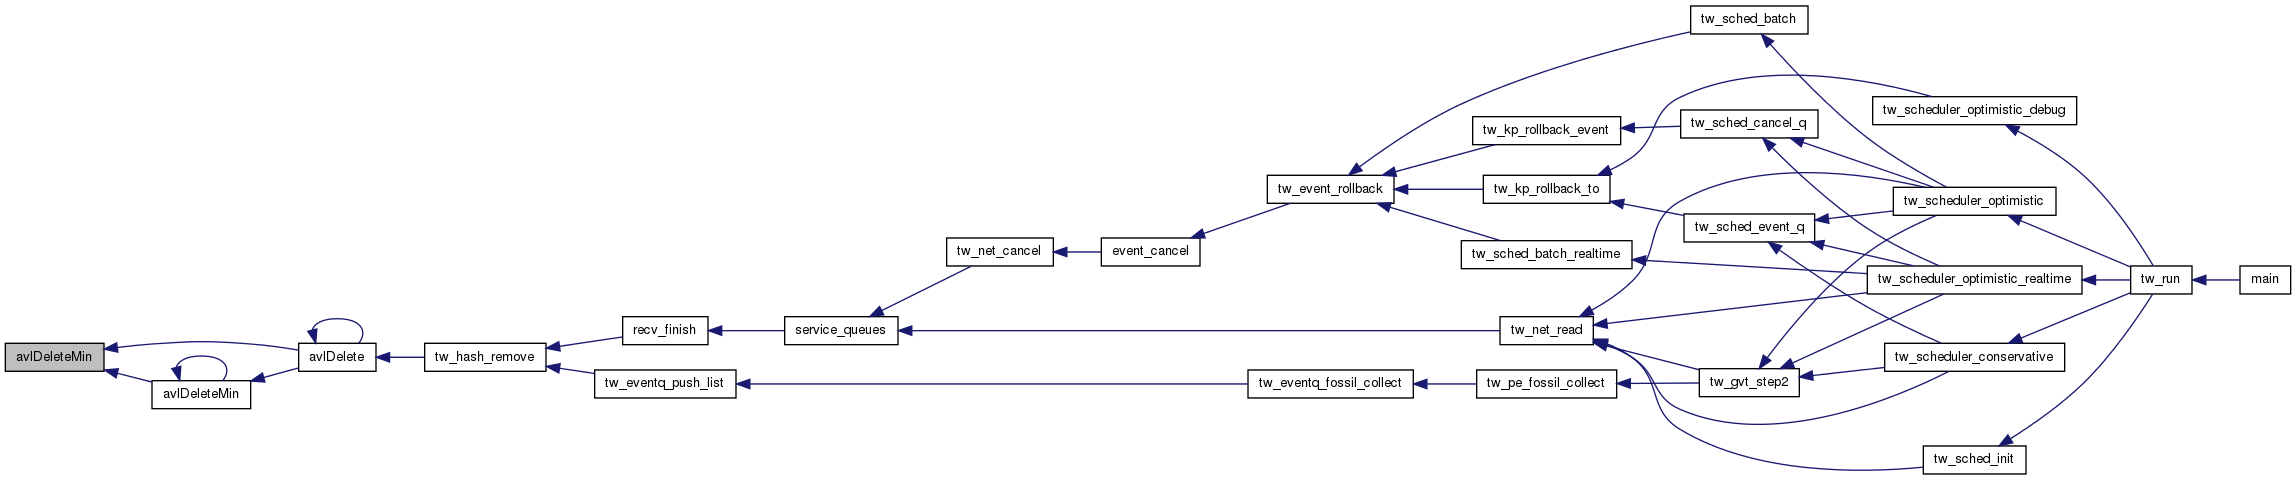 avlDeleteMin
avlDeleteMin
avlDelete
tw_hash_remove
recv_finish
tw_eventq_push_list
service_queues
tw_net_cancel
event_cancel
tw_eventq_fossil_collect
tw_event_rollback
tw_kp_rollback_event
tw_kp_rollback_to
tw_sched_batch_realtime
tw_net_read
tw_pe_fossil_collect
tw_sched_batch
tw_sched_cancel_q
tw_sched_event_q
tw_gvt_step2
tw_scheduler_optimistic_debug
tw_scheduler_optimistic
tw_scheduler_optimistic_realtime
tw_scheduler_conservative
tw_sched_init
tw_run
main